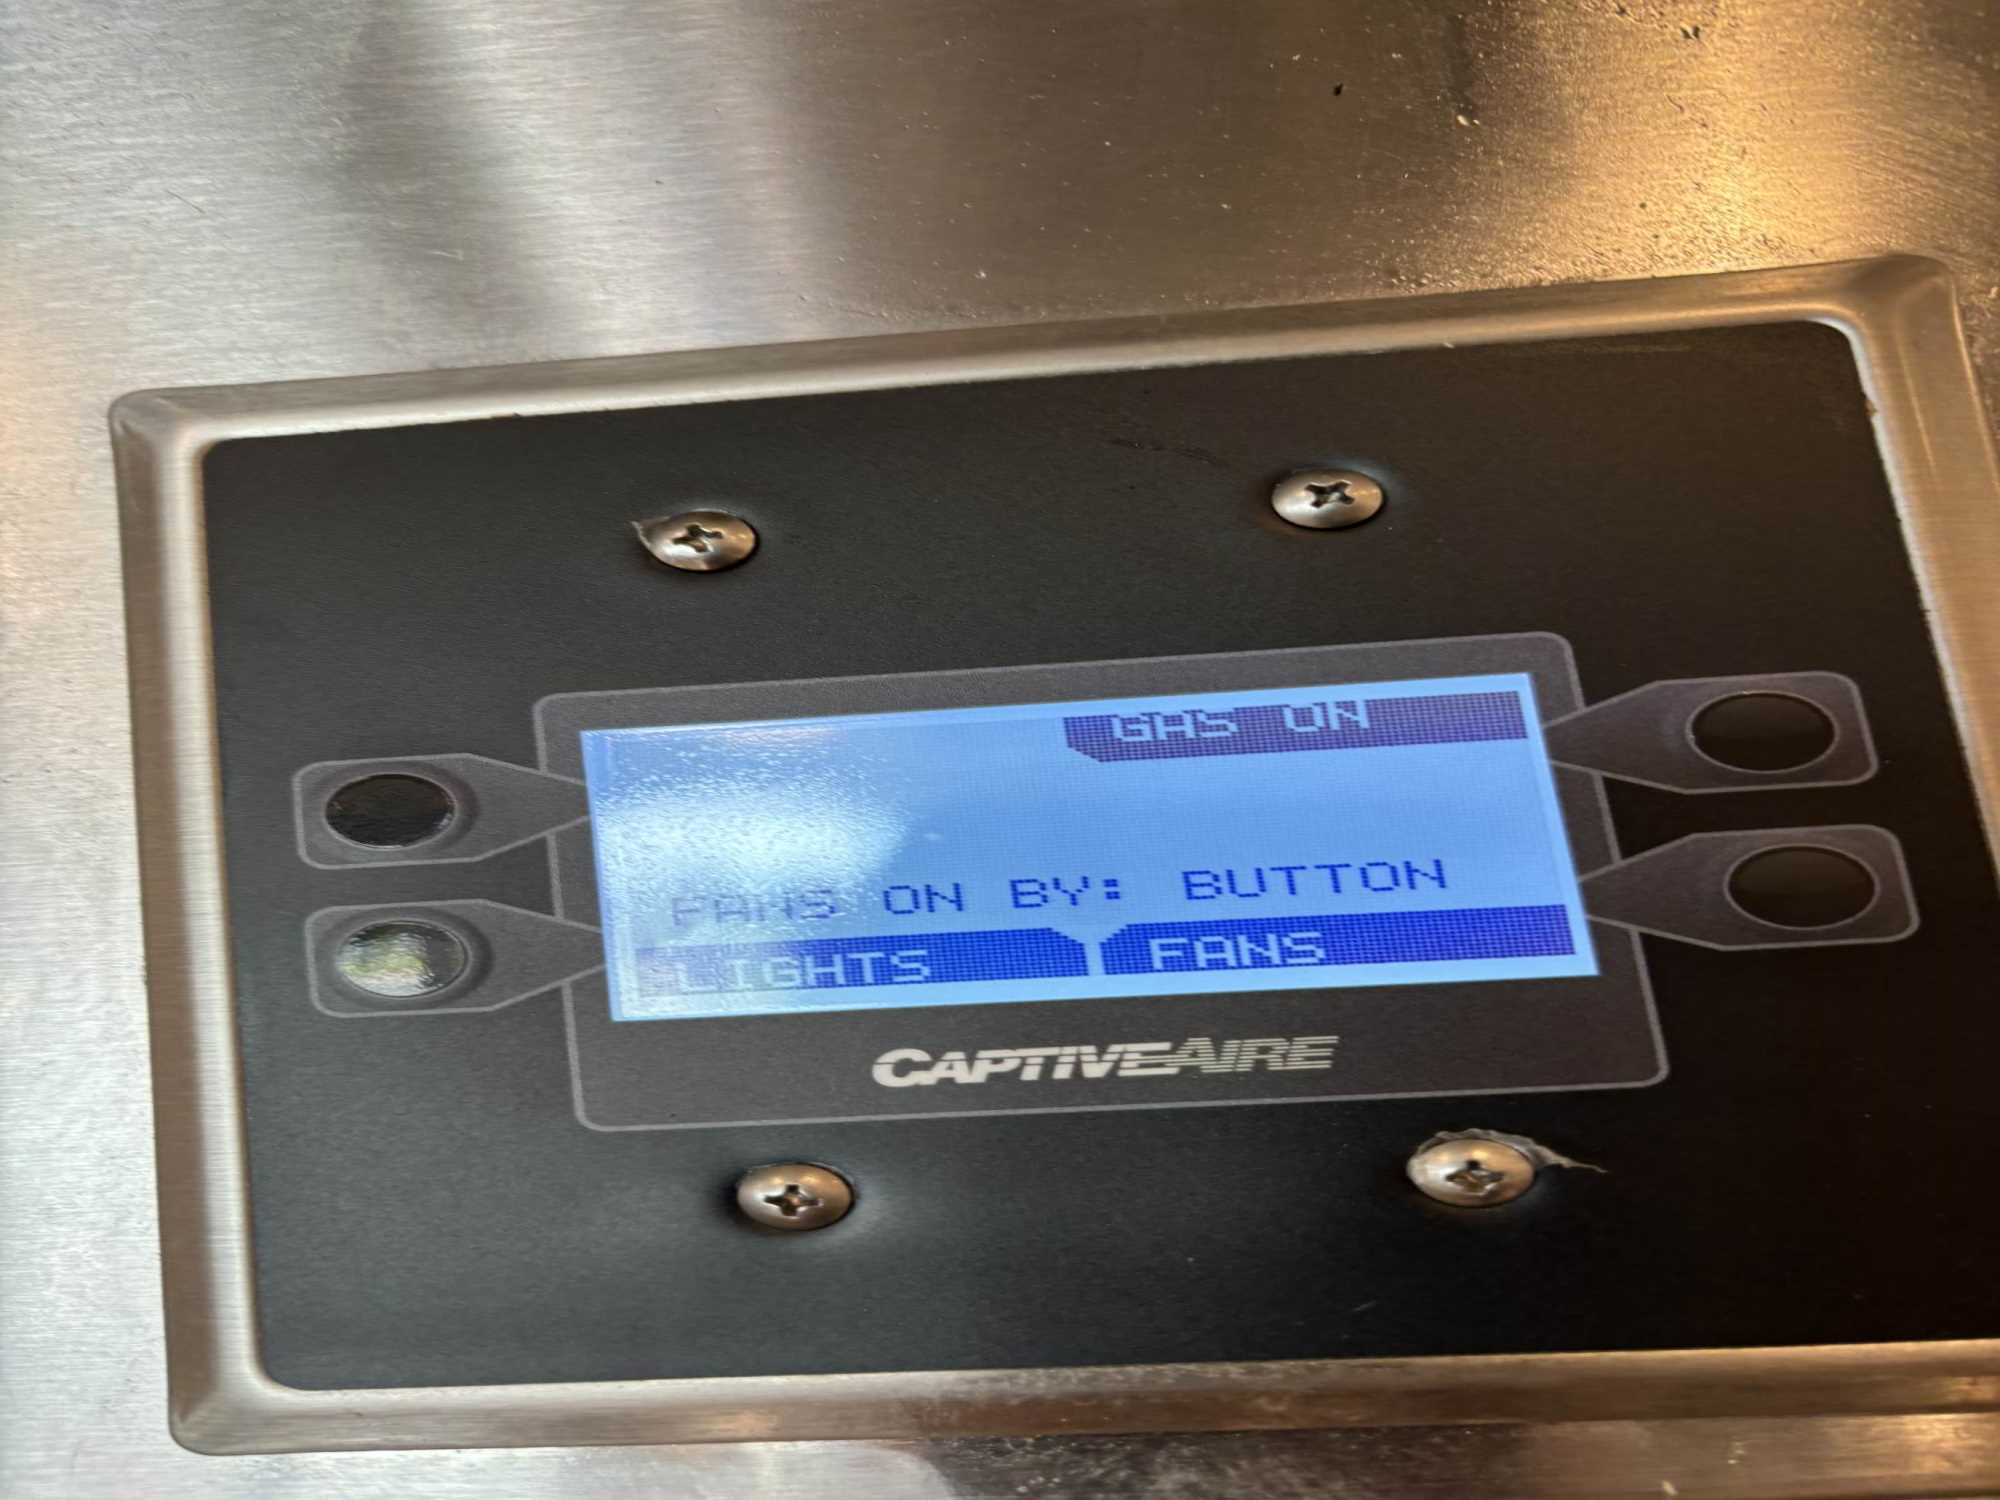 GAS ON
FANS ON BY: BUTTON
LIGHTS FANS
CAPTIVEAIRE